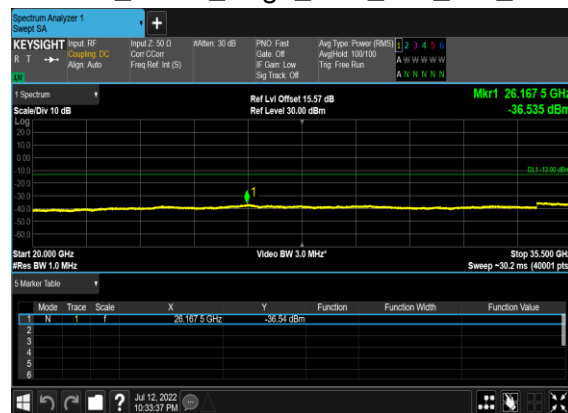 Spectrum Analyzer 1
Swept SA
KEYSIGHT
R T
Input: RF
Coupling: DC
Align: Auto
Input Z: 50 Ω
Corr CCorr
Freq Ref: Int (S)
#Atten: 30 dB
PNO: Fast
Gate: Off
IF Gain: Low
Sig Track: Off
Avg Type: Power (RMS)
Avg|Hold: 100/100
Trig: Free Run
1 2 3 4 5 6
A W W W W W
A N N N N N
1 Spectrum
Scale/Div 10 dB
Ref Lvl Offset 15.57 dB
Ref Level 30.00 dBm
Mkr1 26.167 5 GHz
-36.535 dBm
Log
20.0
10.0
0.00
-10.0
DL1 -13.00 dBm
-20.0
-30.0
1
-40.0
-50.0
-60.0
Start 20.000 GHz
#Res BW 1.0 MHz
Video BW 3.0 MHz*
Stop 35.500 GHz
Sweep ~30.2 ms (40001 pts)
5 Marker Table
Mode Trace Scale X Y Function Function Width Function Value
1 N 1 f 26.167 5 GHz -36.54 dBm
2
3
4
5
6
?
Jul 12, 2022
10:33:37 PM